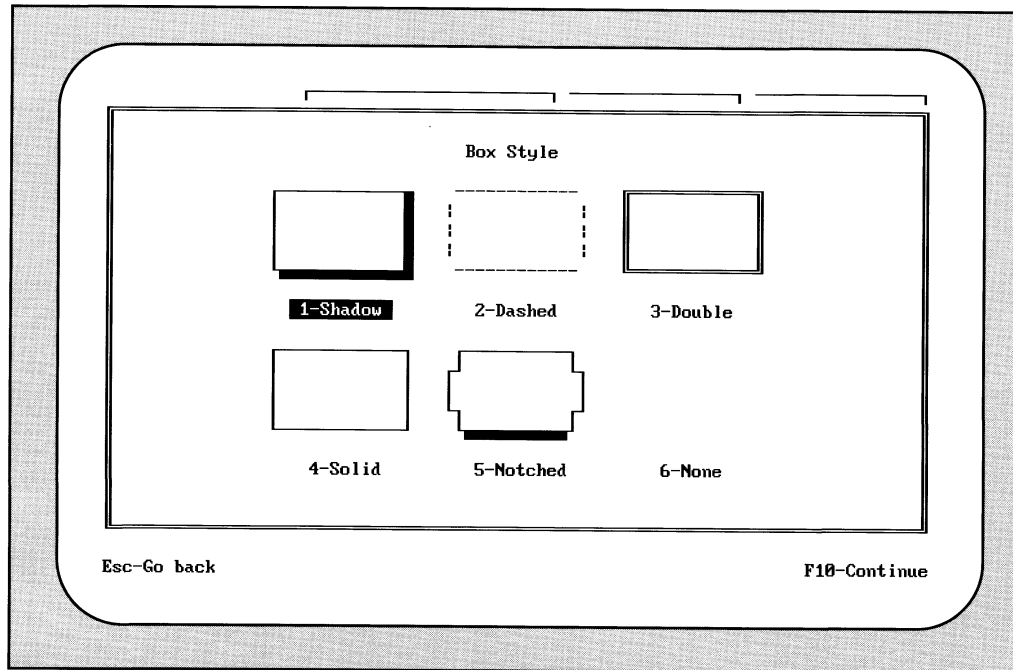 Box Style
1-Shadow 2-Dashed 3-Double
4-Solid 5-Notched 6-None
Esc-Go back F10-Continue